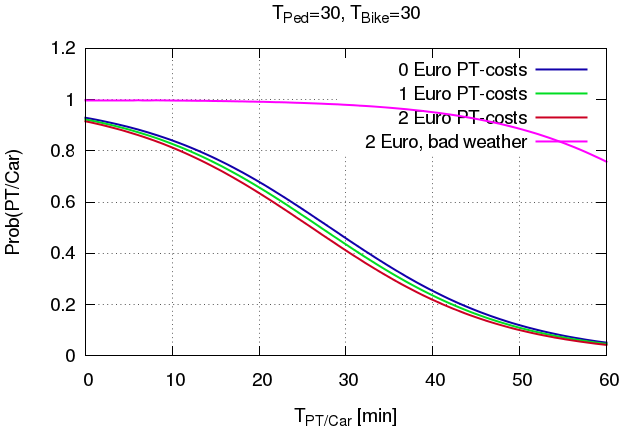 T_Ped=30, T_Bike=30
1.2
1
0.8
0.6
0.4
0.2
0
Prob(PT/Car)
0 Euro PT-costs
1 Euro PT-costs
2 Euro PT-costs
2 Euro, bad weather
0 10 20 30 40 50 60
T_PT/Car [min]